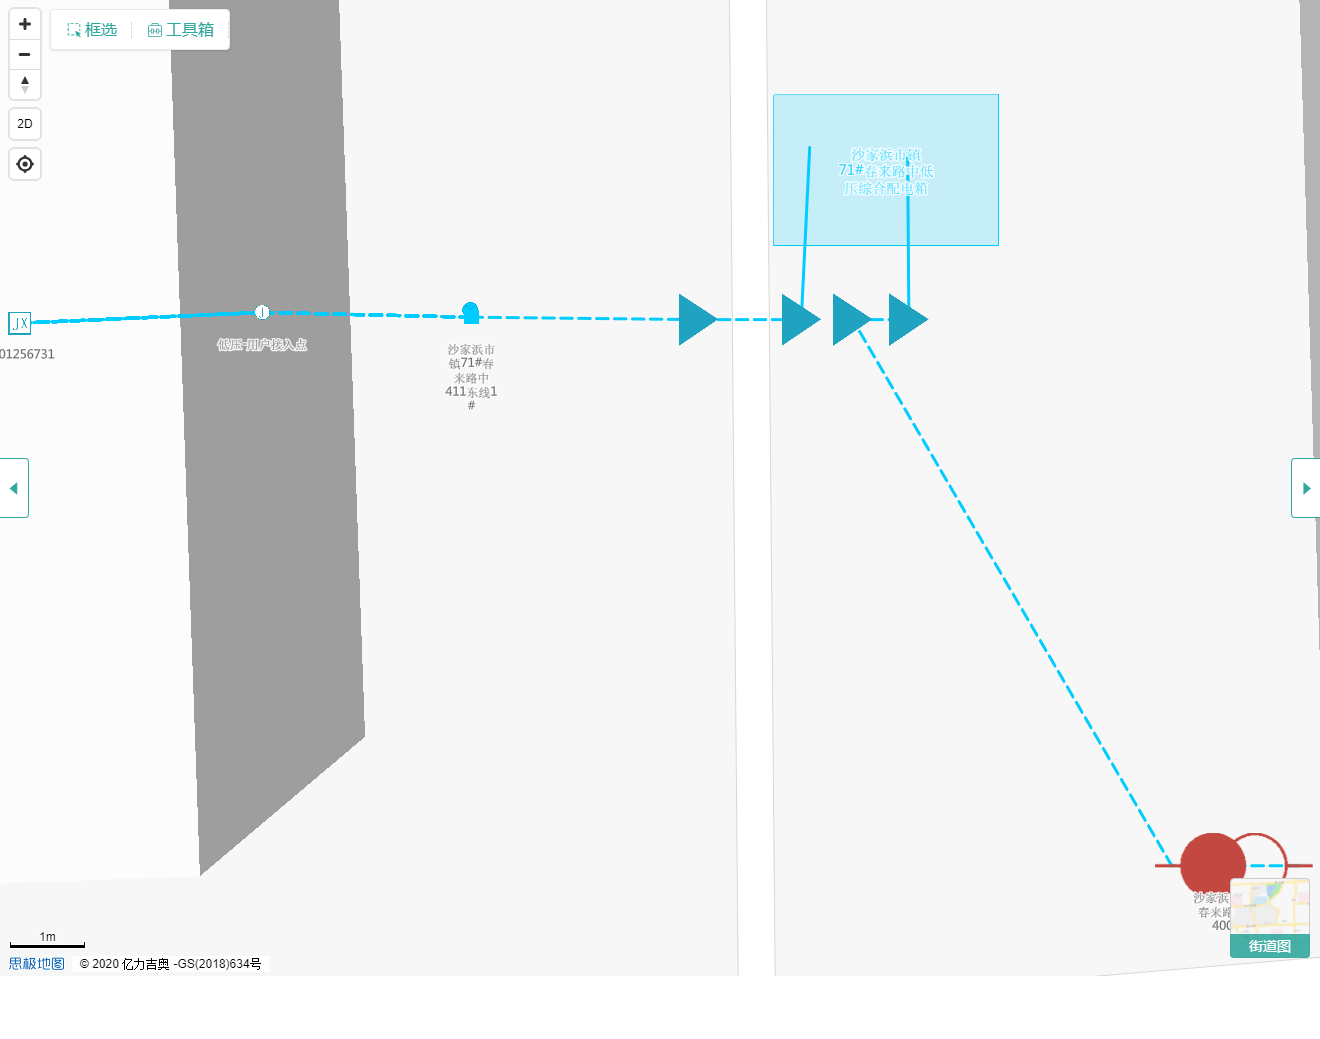 框选
工具箱
2D
沙家浜市镇
71#春来路中低
压综合配电箱
JX
01256731
J
低压-用户接入点
沙家浜市
镇71#春
来路中
411东线1
#
沙家浜
春来路
400
街道图
1m
思极地图
© 2020 亿力吉奥 -GS(2018)634号